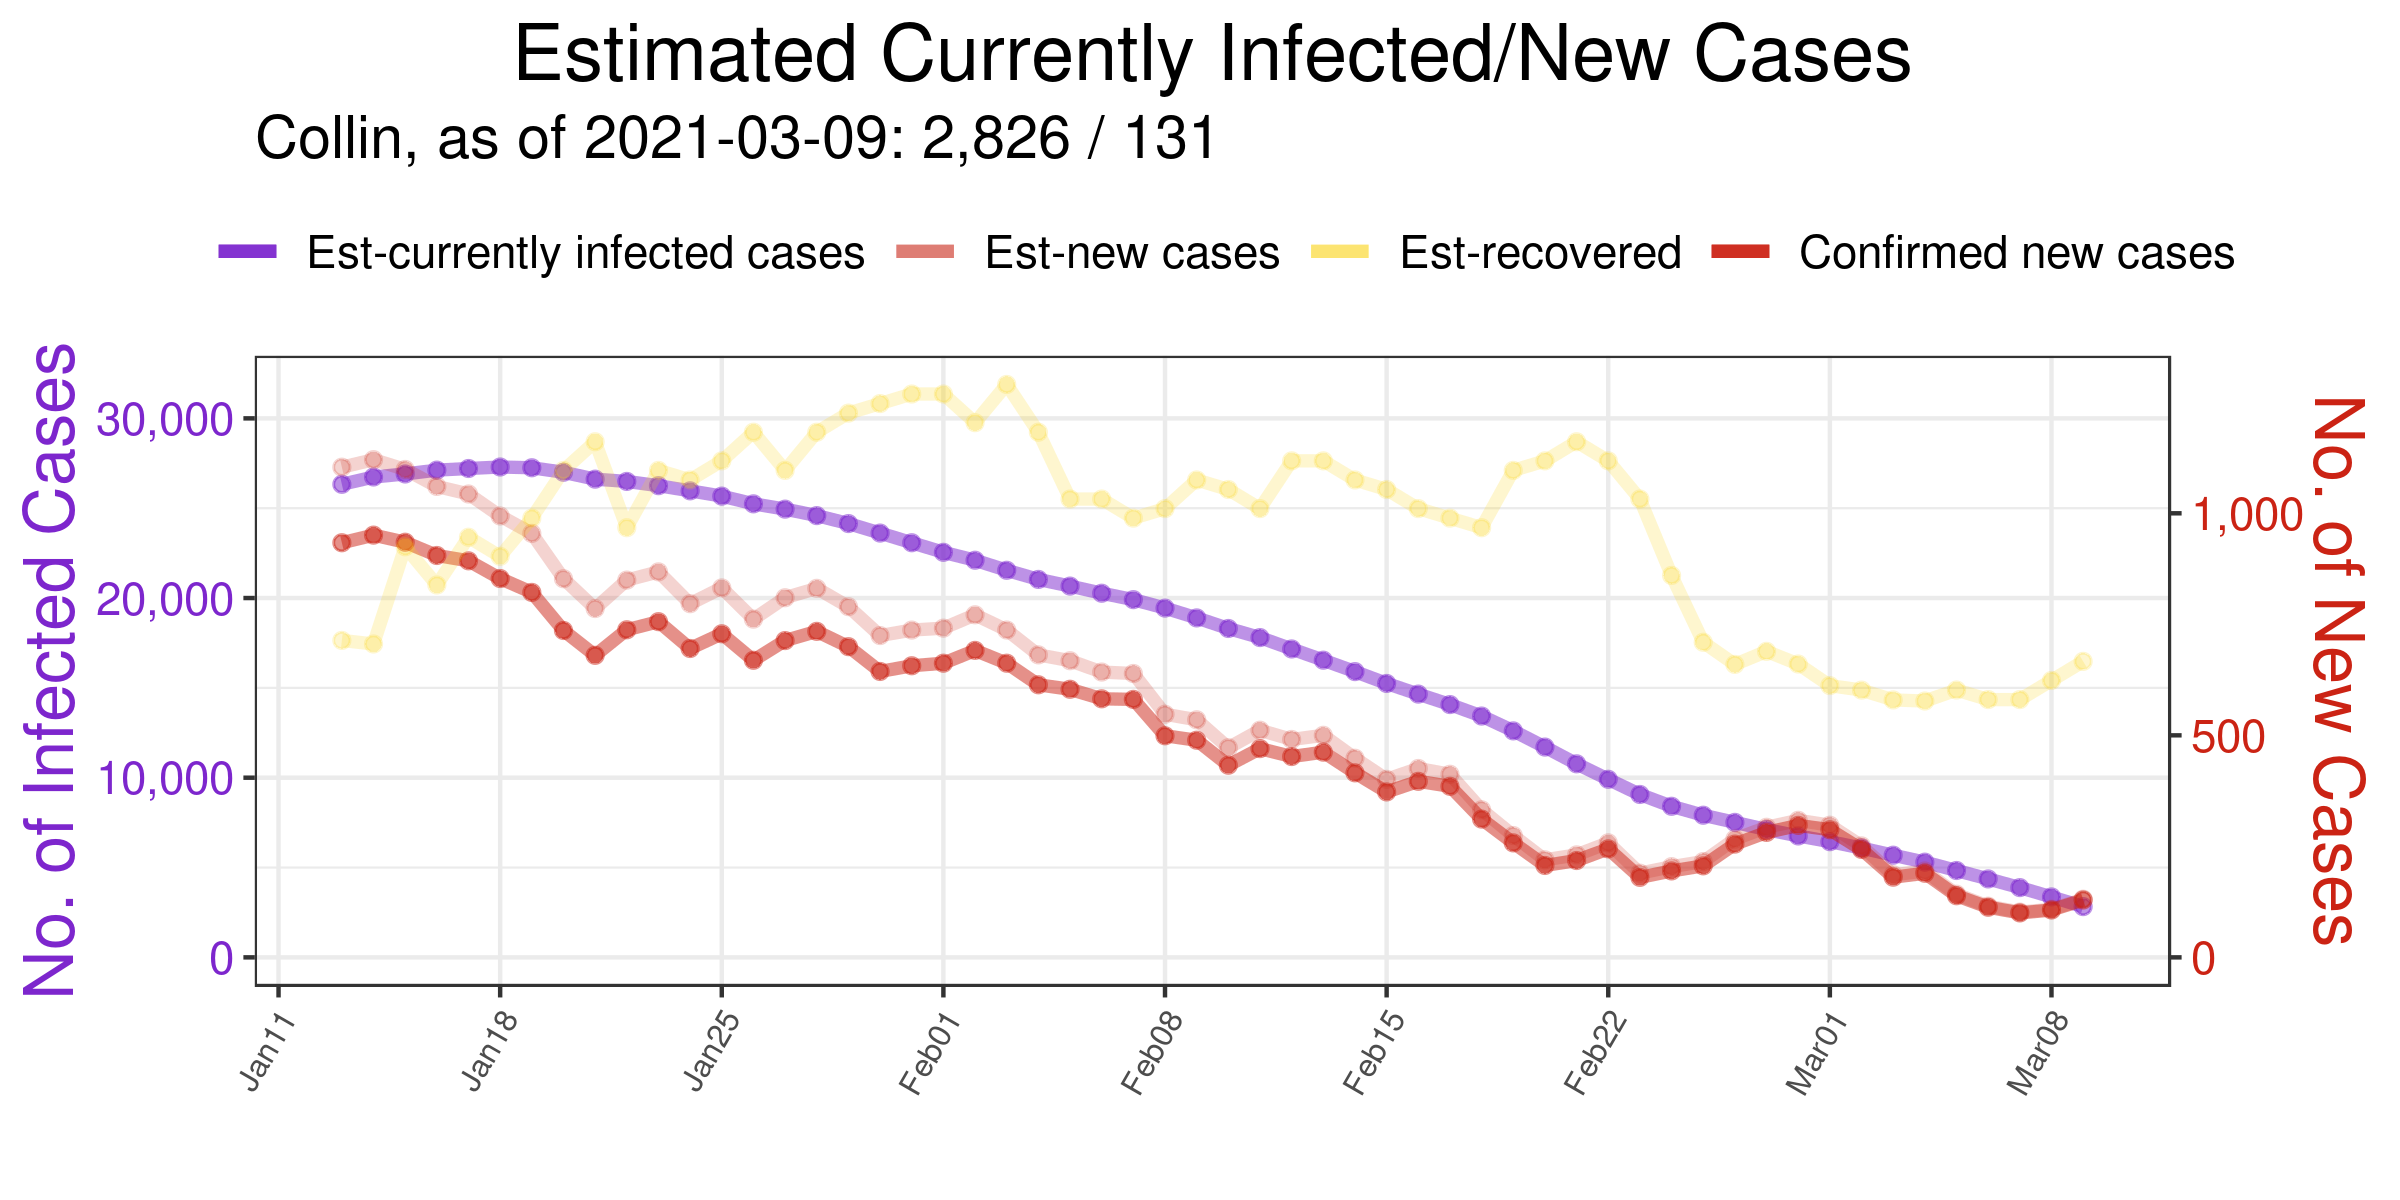 Estimated Currently Infected/New Cases
Collin, as of 2021-03-09: 2,826 / 131
Est-currently infected cases Est-new cases Est-recovered Confirmed new cases
No. of Infected Cases
30,000
20,000
10,000
0
No. of New Cases
1,000
500
0
Jan11 Jan18 Jan25 Feb01 Feb08 Feb15 Feb22 Mar01 Mar08